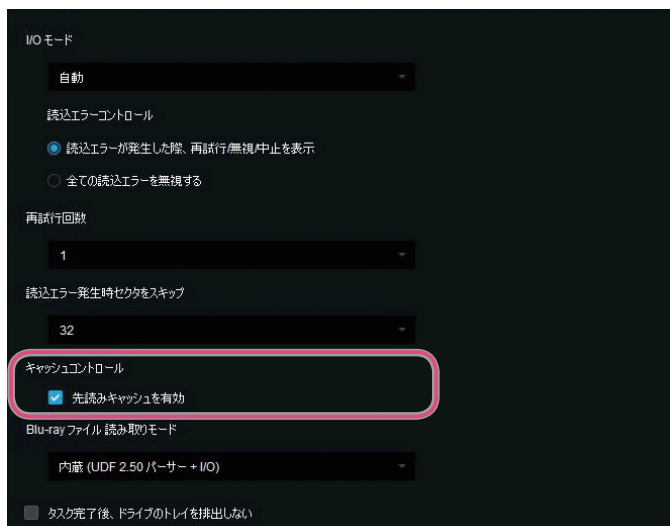 I/Oモード
自動
読込エラーコントロール
読込エラーが発生した際、再試行/無視/中止を表示
全ての読込エラーを無視する
再試行回数
1
読込エラー発生時セクタをスキップ
32
キャッシュコントロール
先読みキャッシュを有効
Blu-rayファイル読み取りモード
内蔵 (UDF 2.50 パーサー + I/O)
タスク完了後、ドライブのトレイを排出しない